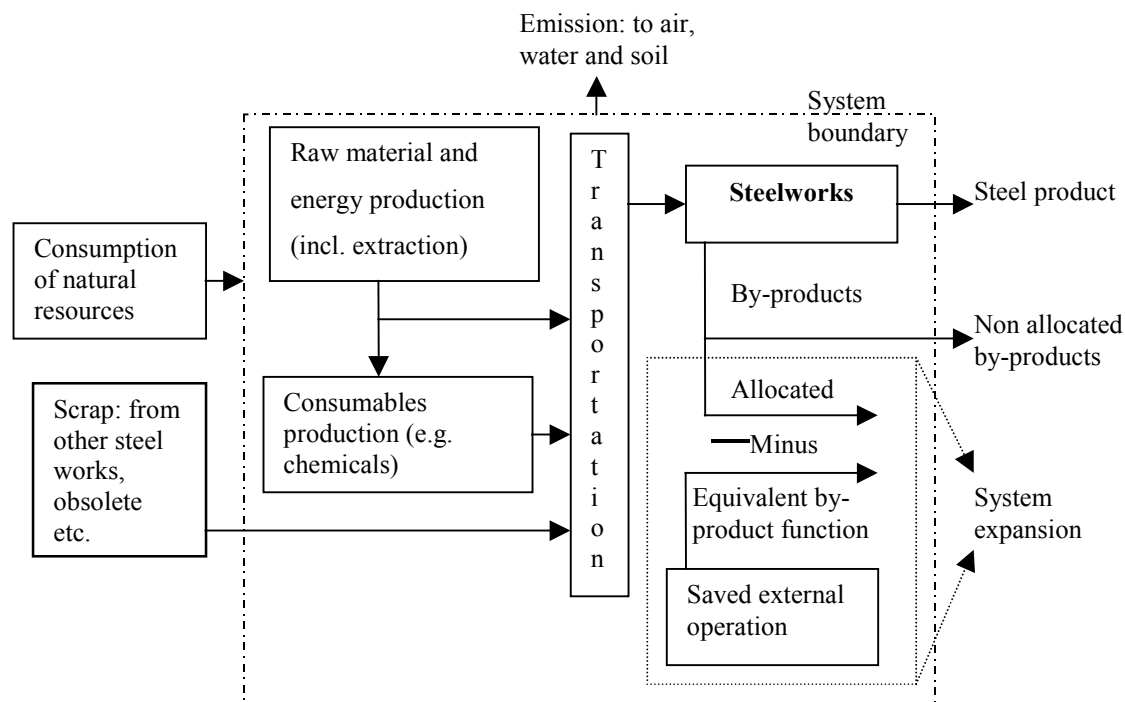 Emission: to air,
water and soil
System
boundary
Raw material and
energy production
(incl. extraction)
Transportation
Steelworks
Steel product
Consumption
of natural
resources
By-products
Non allocated
by-products
Scrap: from
other steel
works,
obsolete
etc.
Consumables
production (e.g.
chemicals)
Allocated
Minus
Equivalent by-
product function
System
expansion
Saved external
operation